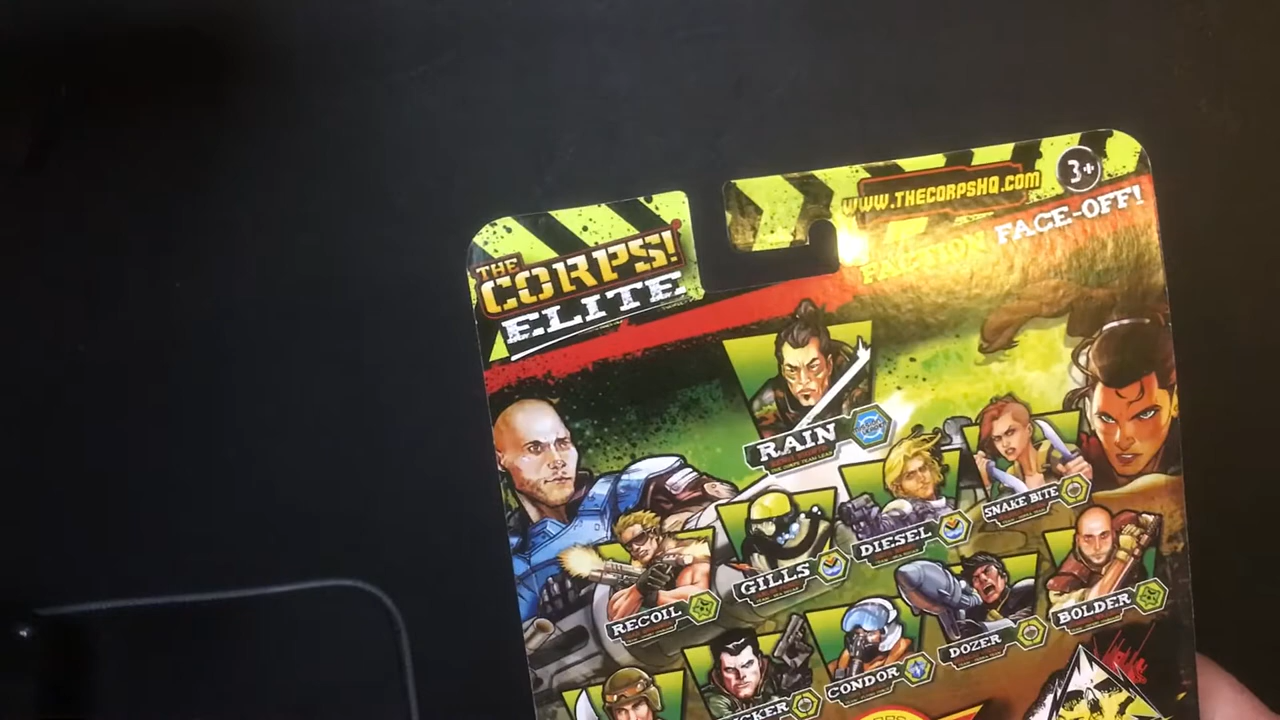 WWW.THECORPSHQ.COM
3+
FACTION FACE-OFF!
THE
CORPS!
ELITE
RAIN
SNAKE BITE
DIESEL
GILLS
RECOIL
BOLDER
DOZER
CONDOR